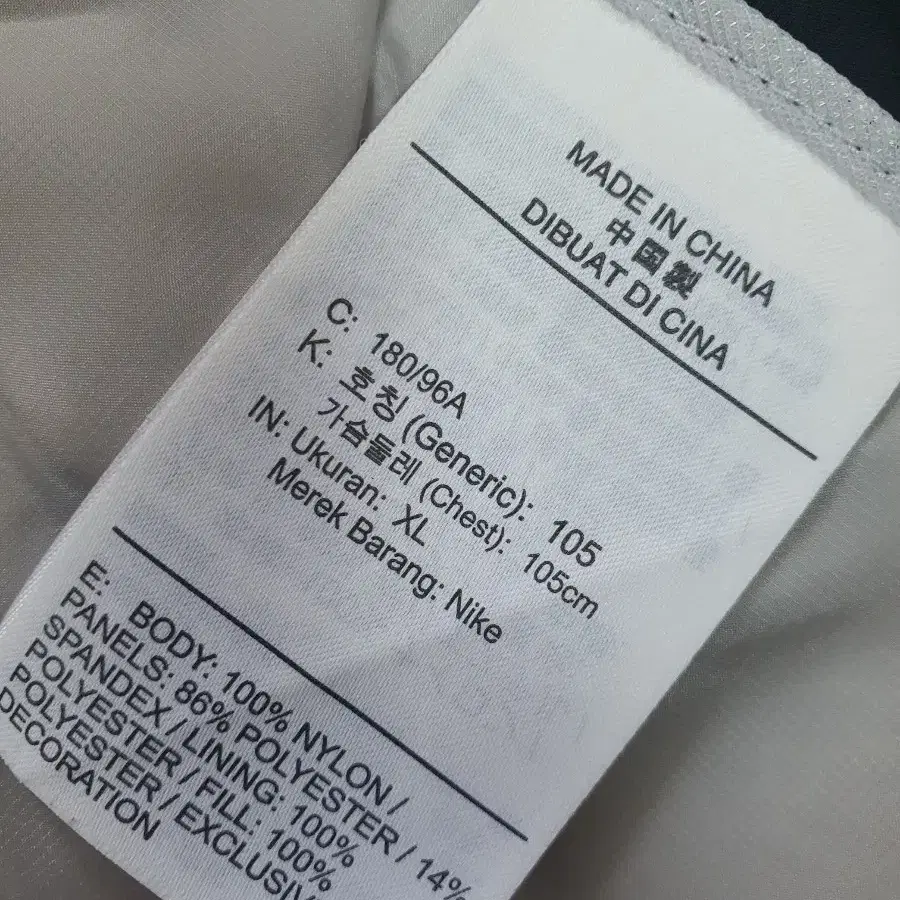 MADE IN CHINA
中国製
DIBUAT DI CINA
C: 180/96A
K: 호칭 (Generic): 105
가슴둘레 (Chest): 105cm
IN: Ukuran: XL
Merek Barang: Nike
E: BODY: 100% NYLON /
PANELS: 86% POLYESTER / 14%
SPANDEX / LINING: 100%
POLYESTER / FILL: 100%
POLYESTER / EXCLUSIV
DECORATION